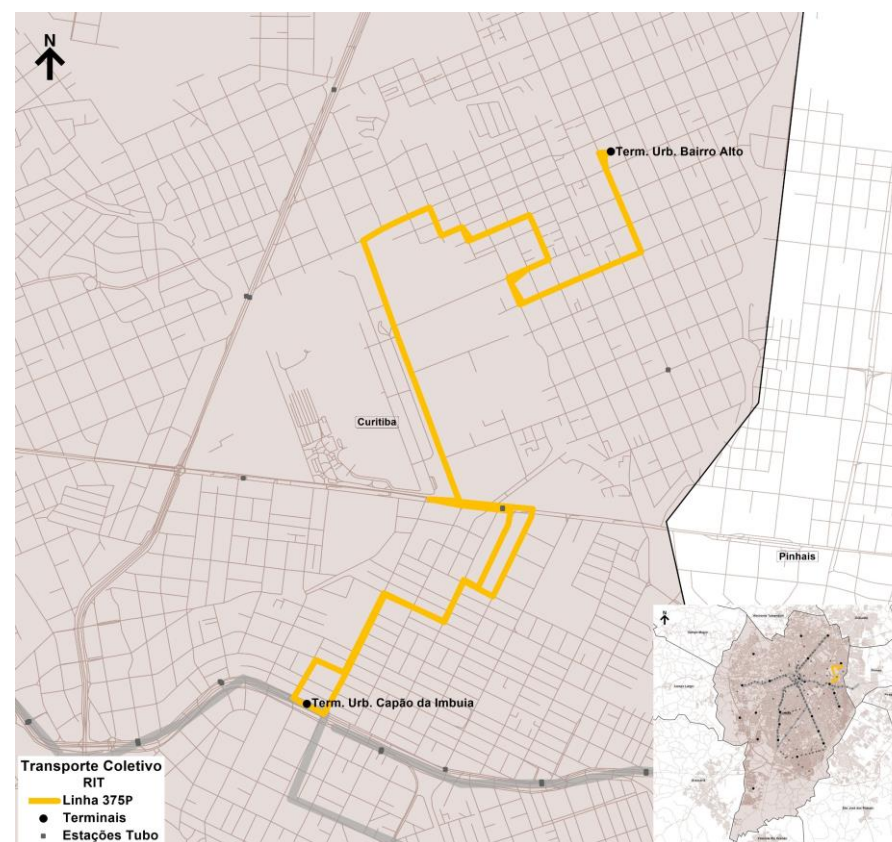 N
Term. Urb. Bairro Alto
Curitiba
Pinhais
Term. Urb. Capão da Imbuia
Transporte Coletivo
RIT
Linha 375P
Terminais
Estações Tubo
N